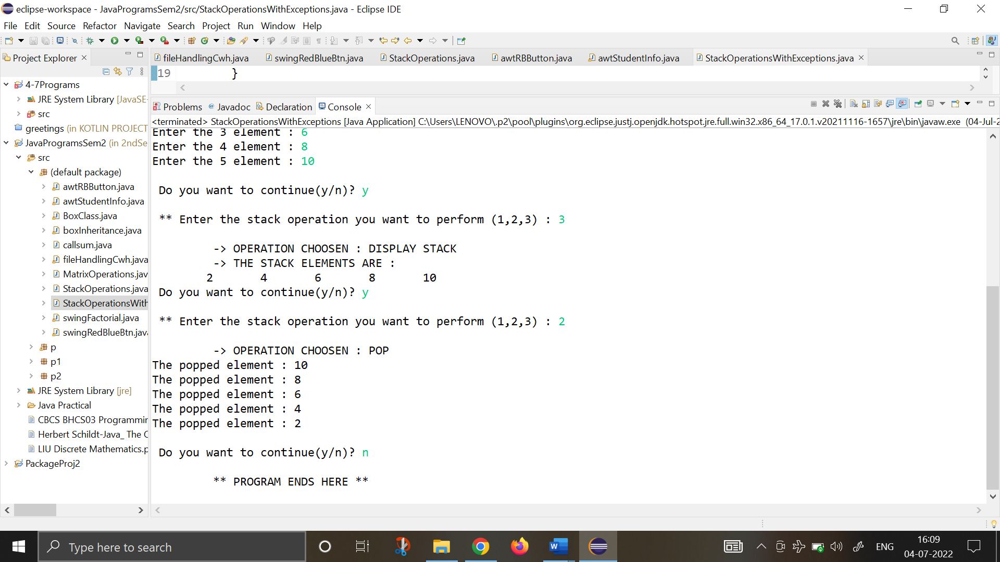 eclipse-workspace - JavaProgramsSem2/src/StackOperationsWithExceptions.java - Eclipse IDE
File Edit Source Refactor Navigate Search Project Run Window Help
Project Explorer
fileHandlingCwh.java swingRedBlueBtn.java StackOperations.java awtRBButton.java awtStudentInfo.java StackOperationsWithExceptions.java
19 }
4-7Programs
JRE System Library [JavaSE-
src
greetings (in KOTLIN PROJECT
JavaProgramsSem2 (in 2ndSe
src
(default package)
awtRBButton.java
awtStudentInfo.java
BoxClass.java
boxInheritance.java
callsum.java
fileHandlingCwh.java
MatrixOperations.jav
StackOperations.java
StackOperationsWith
swingFactorial.java
swingRedBlueBtn.java
p
p1
p2
JRE System Library [jre]
Java Practical
CBCS BHCS03 Programmin
Herbert Schildt-Java_ The C
LIU Discrete Mathematics.p
PackageProj2
Problems @ Javadoc Declaration Console
<terminated> StackOperationsWithExceptions [Java Application] C:\Users\LENOVO\.p2\pool\plugins\org.eclipse.justj.openjdk.hotspot.jre.full.win32.x86_64_17.0.1.v20211116-1657\jre\bin\javaw.exe (04-Jul-2
Enter the 3 element : 6
Enter the 4 element : 8
Enter the 5 element : 10
Do you want to continue(y/n)? y
** Enter the stack operation you want to perform (1,2,3) : 3
-> OPERATION CHOOSEN : DISPLAY STACK
-> THE STACK ELEMENTS ARE :
2 4 6 8 10
Do you want to continue(y/n)? y
** Enter the stack operation you want to perform (1,2,3) : 2
-> OPERATION CHOOSEN : POP
The popped element : 10
The popped element : 8
The popped element : 6
The popped element : 4
The popped element : 2
Do you want to continue(y/n)? n
** PROGRAM ENDS HERE **
Type here to search
ENG
16:09
04-07-2022